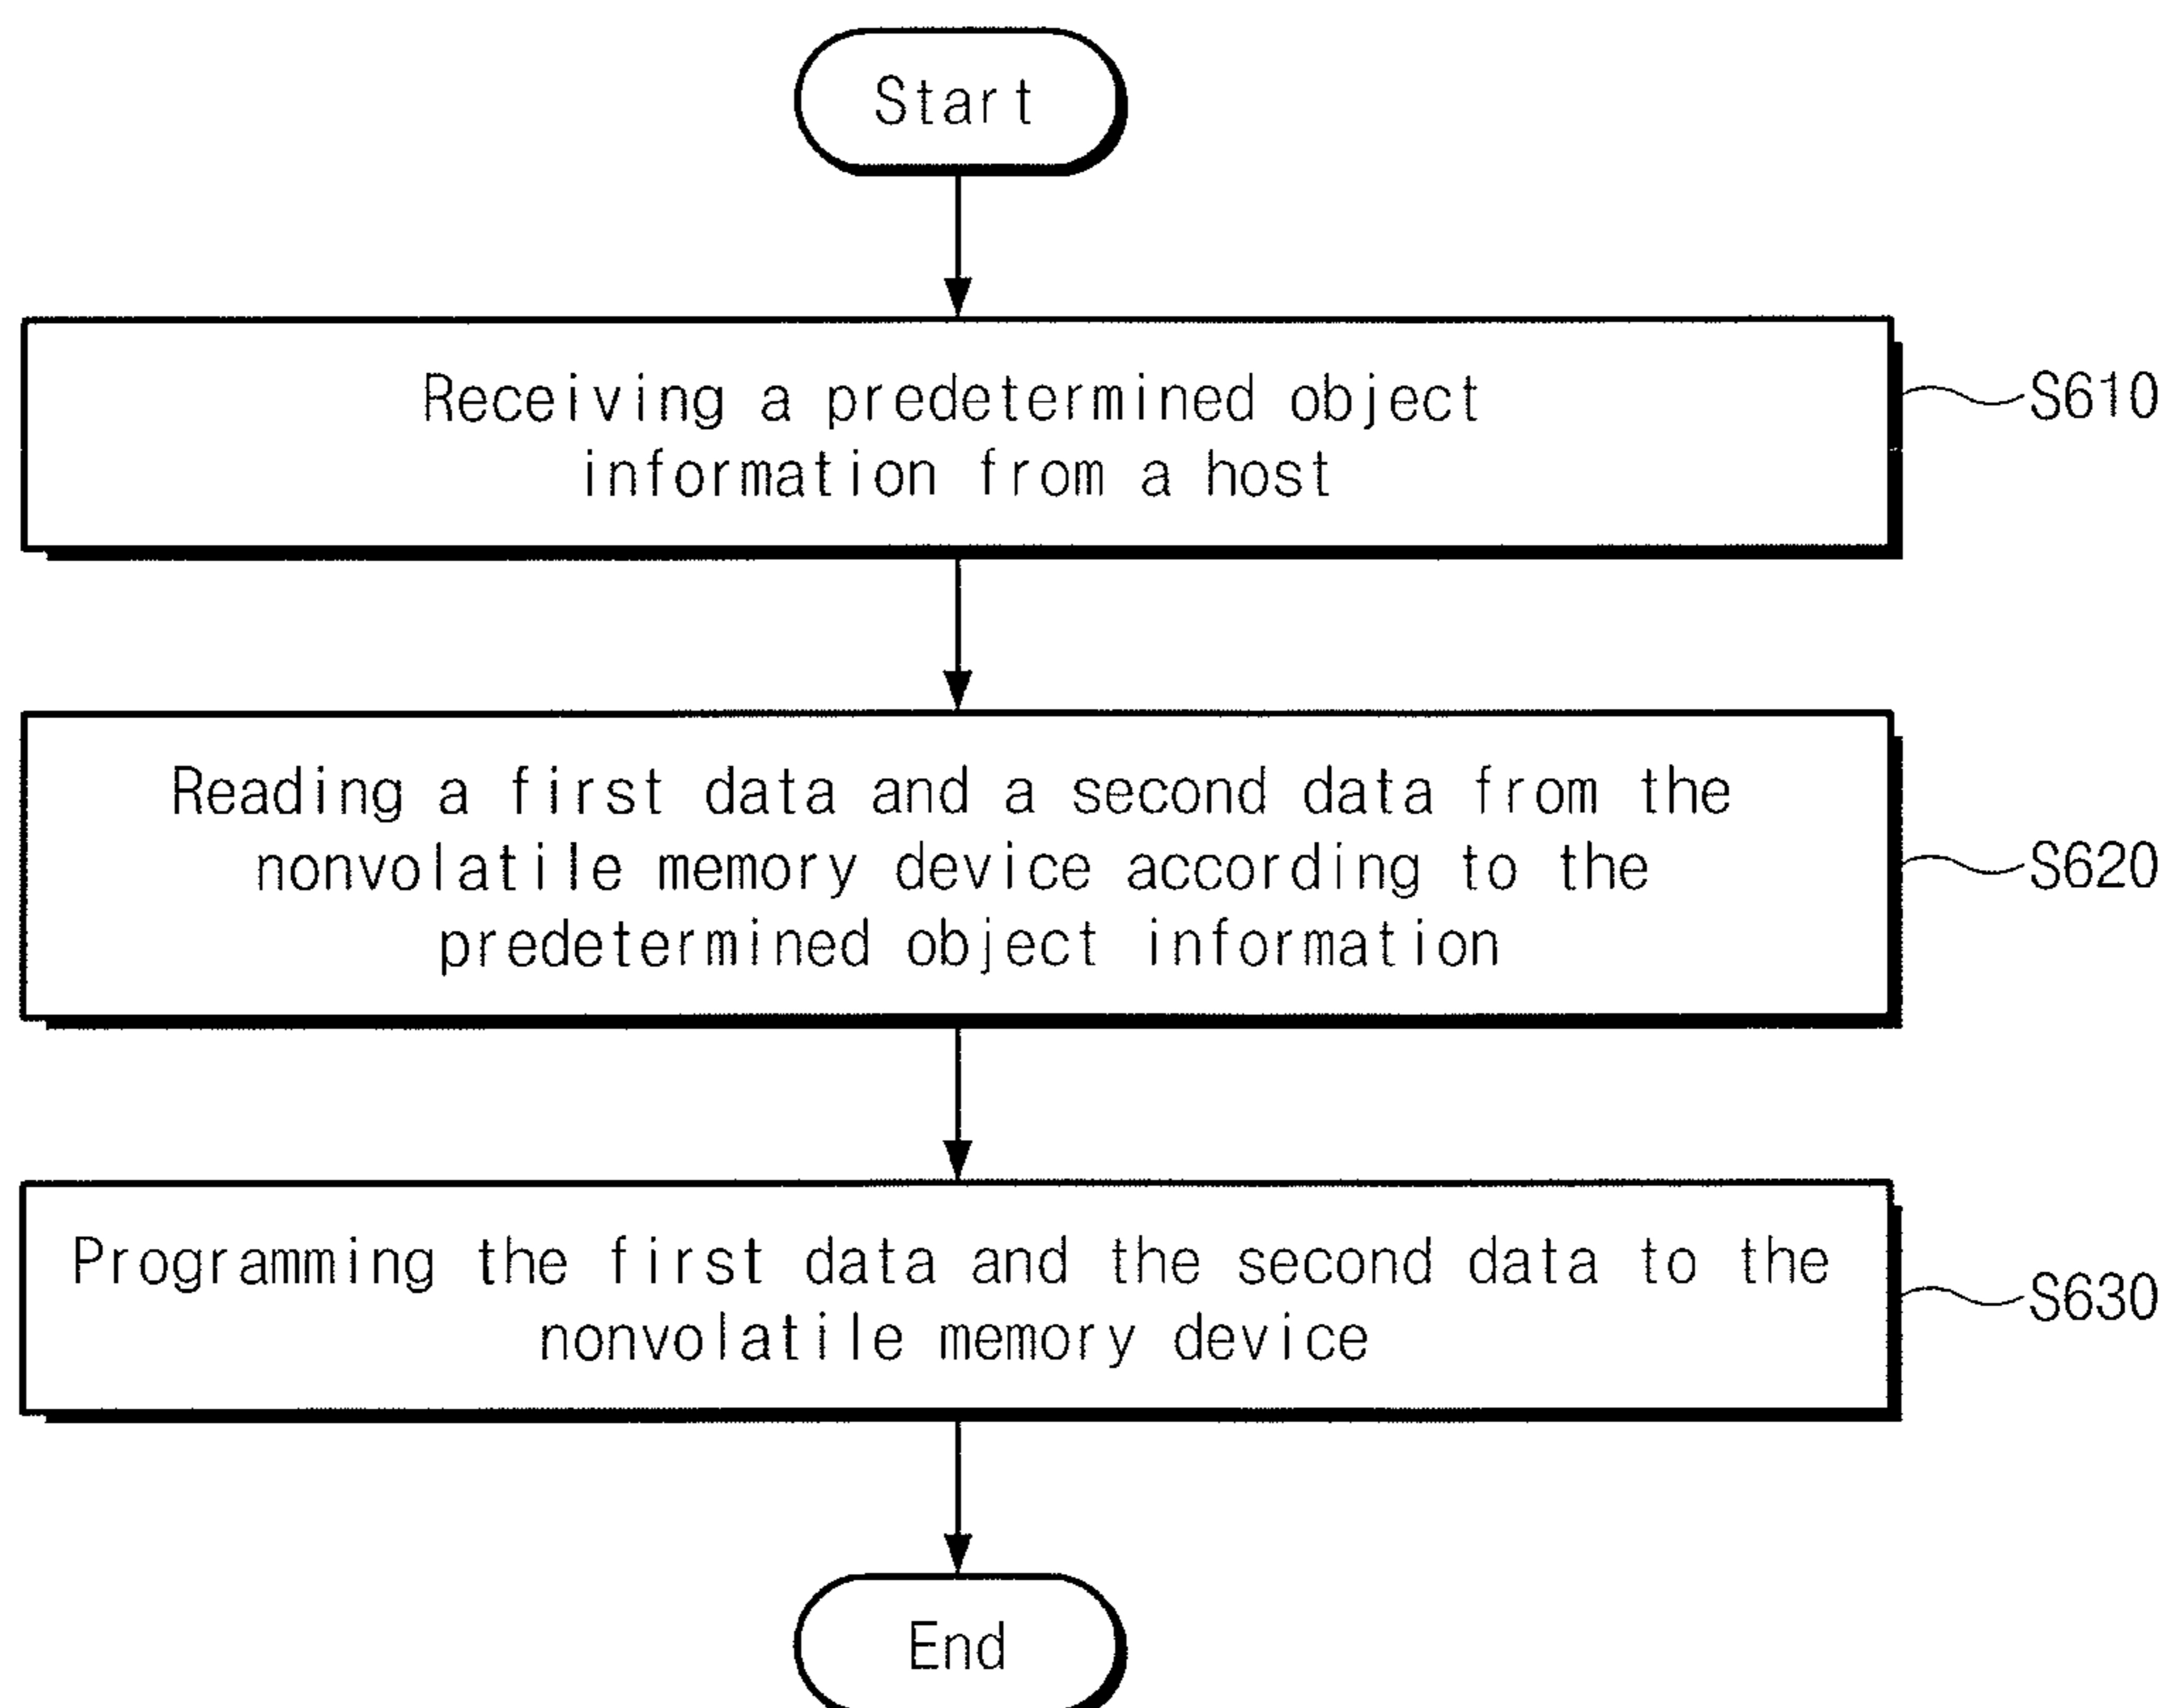 Start
Receiving a predetermined object
information from a host
S610
Reading a first data and a second data from the
nonvolatile memory device according to the
predetermined object information
S620
Programming the first data and the second data to the
nonvolatile memory device
S630
End